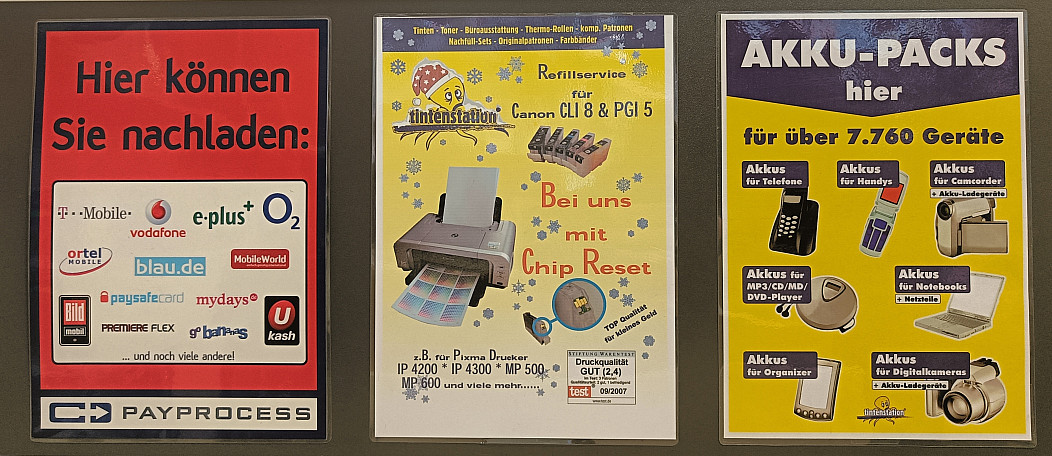 Hier können
Sie nachladen:
T··Mobile·
vodafone
e·plus+
O2
ortel
MOBILE
blau.de
MobileWorld
Bild
mobil
paysafecard
mydays
PREMIERE FLEX
go bananas
U
kash
... und noch viele andere!
PAYPROCESS
Tinten - Toner - Büroausstattung - Thermo-Rollen - komp. Patronen
Nachfüll-Sets - Originalpatronen - Farbbänder
tintenstation
Refillservice
für
Canon CLI 8 & PGI 5
Bei uns
mit
Chip Reset
TOP Qualität
für kleines Geld
z.B. für Pixma Drucker
IP 4200 * IP 4300 * MP 500
MP 600 und viele mehr.....
STIFTUNG WARENTEST
Druckqualität
GUT (2,4)
test
09/2007
www.test.de
AKKU-PACKS
hier
für über 7.760 Geräte
Akkus
für Telefone
Akkus
für Handys
Akkus
für Camcorder
+ Akku-Ladegeräte
Akkus für
MP3/CD/MD/
DVD-Player
Akkus
für Notebooks
+ Netzteile
Akkus
für Organizer
Akkus
für Digitalkameras
+ Akku-Ladegeräte
tintenstation